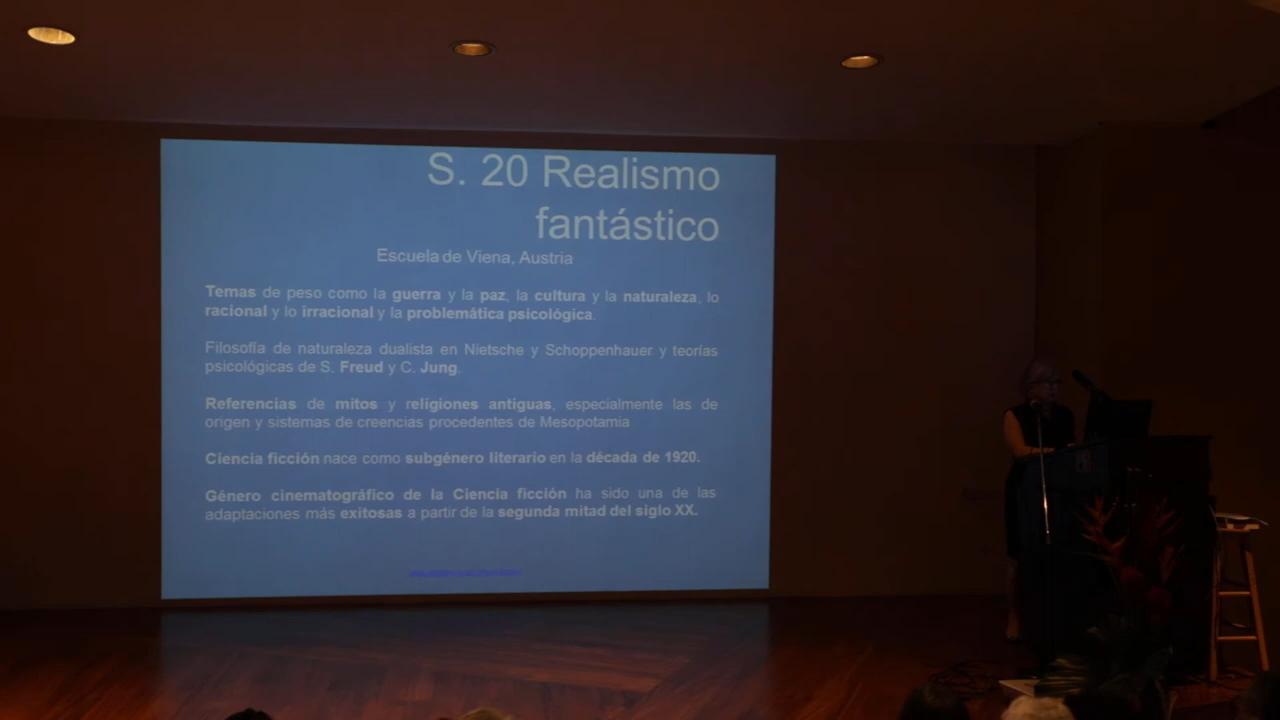 S. 20 Realismo
fantástico
Escuela de Viena, Austria
Temas de peso como la guerra y la paz, la cultura y la naturaleza, lo
racional y lo irracional y la problemática psicológica.
Filosofía de naturaleza dualista en Nietsche y Schoppenhauer y teorías
psicológicas de S. Freud y C. Jung.
Referencias de mitos y religiones antiguas, especialmente las de
origen y sistemas de creencias procedentes de Mesopotamia
Ciencia ficción nace como subgénero literario en la década de 1920.
Género cinematográfico de la Ciencia ficción ha sido una de las
adaptaciones más exitosas a partir de la segunda mitad del siglo XX.